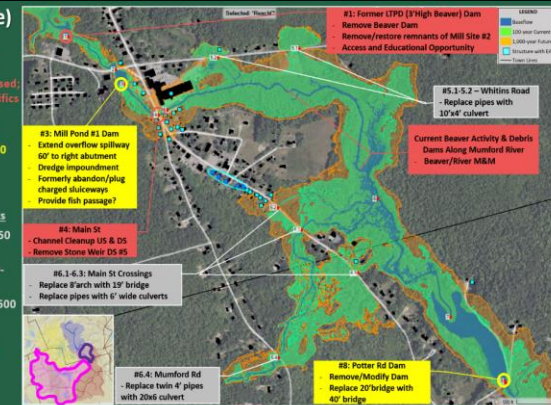 e)
Selected "Reach"
#1: Former LTPD (3'High Beaver) Dam
- Remove Beaver Dam
- Remove/restore remnants of Mill Site #2
- Access and Educational Opportunity
LEGEND
Baseflow
100-year Current
1,000-year Future
Structure with
Town Lines
#5.1-5.2 – Whitins Road
- Replace pipes with
10'x4' culvert
#3: Mill Pond #1 Dam
- Extend overflow spillway
60' to right abutment
- Dredge impoundment
- Formerly abandon/plug
charged sluiceways
- Provide fish passage?
Current Beaver Activity & Debris
Dams Along Mumford River
- Beaver/River M&M
#4: Main St
- Channel Cleanup US & DS
- Remove Stone Weir DS #5
#6.1-6.3: Main St Crossings
- Replace 8'arch with 19' bridge
- Replace pipes with 6' wide culverts
#6.4: Mumford Rd
- Replace twin 4' pipes
with 20x6 culvert
#8: Potter Rd Dam
- Remove/Modify Dam
- Replace 20'bridge with
40' bridge
sed;
cifics
0
s
50
-
500